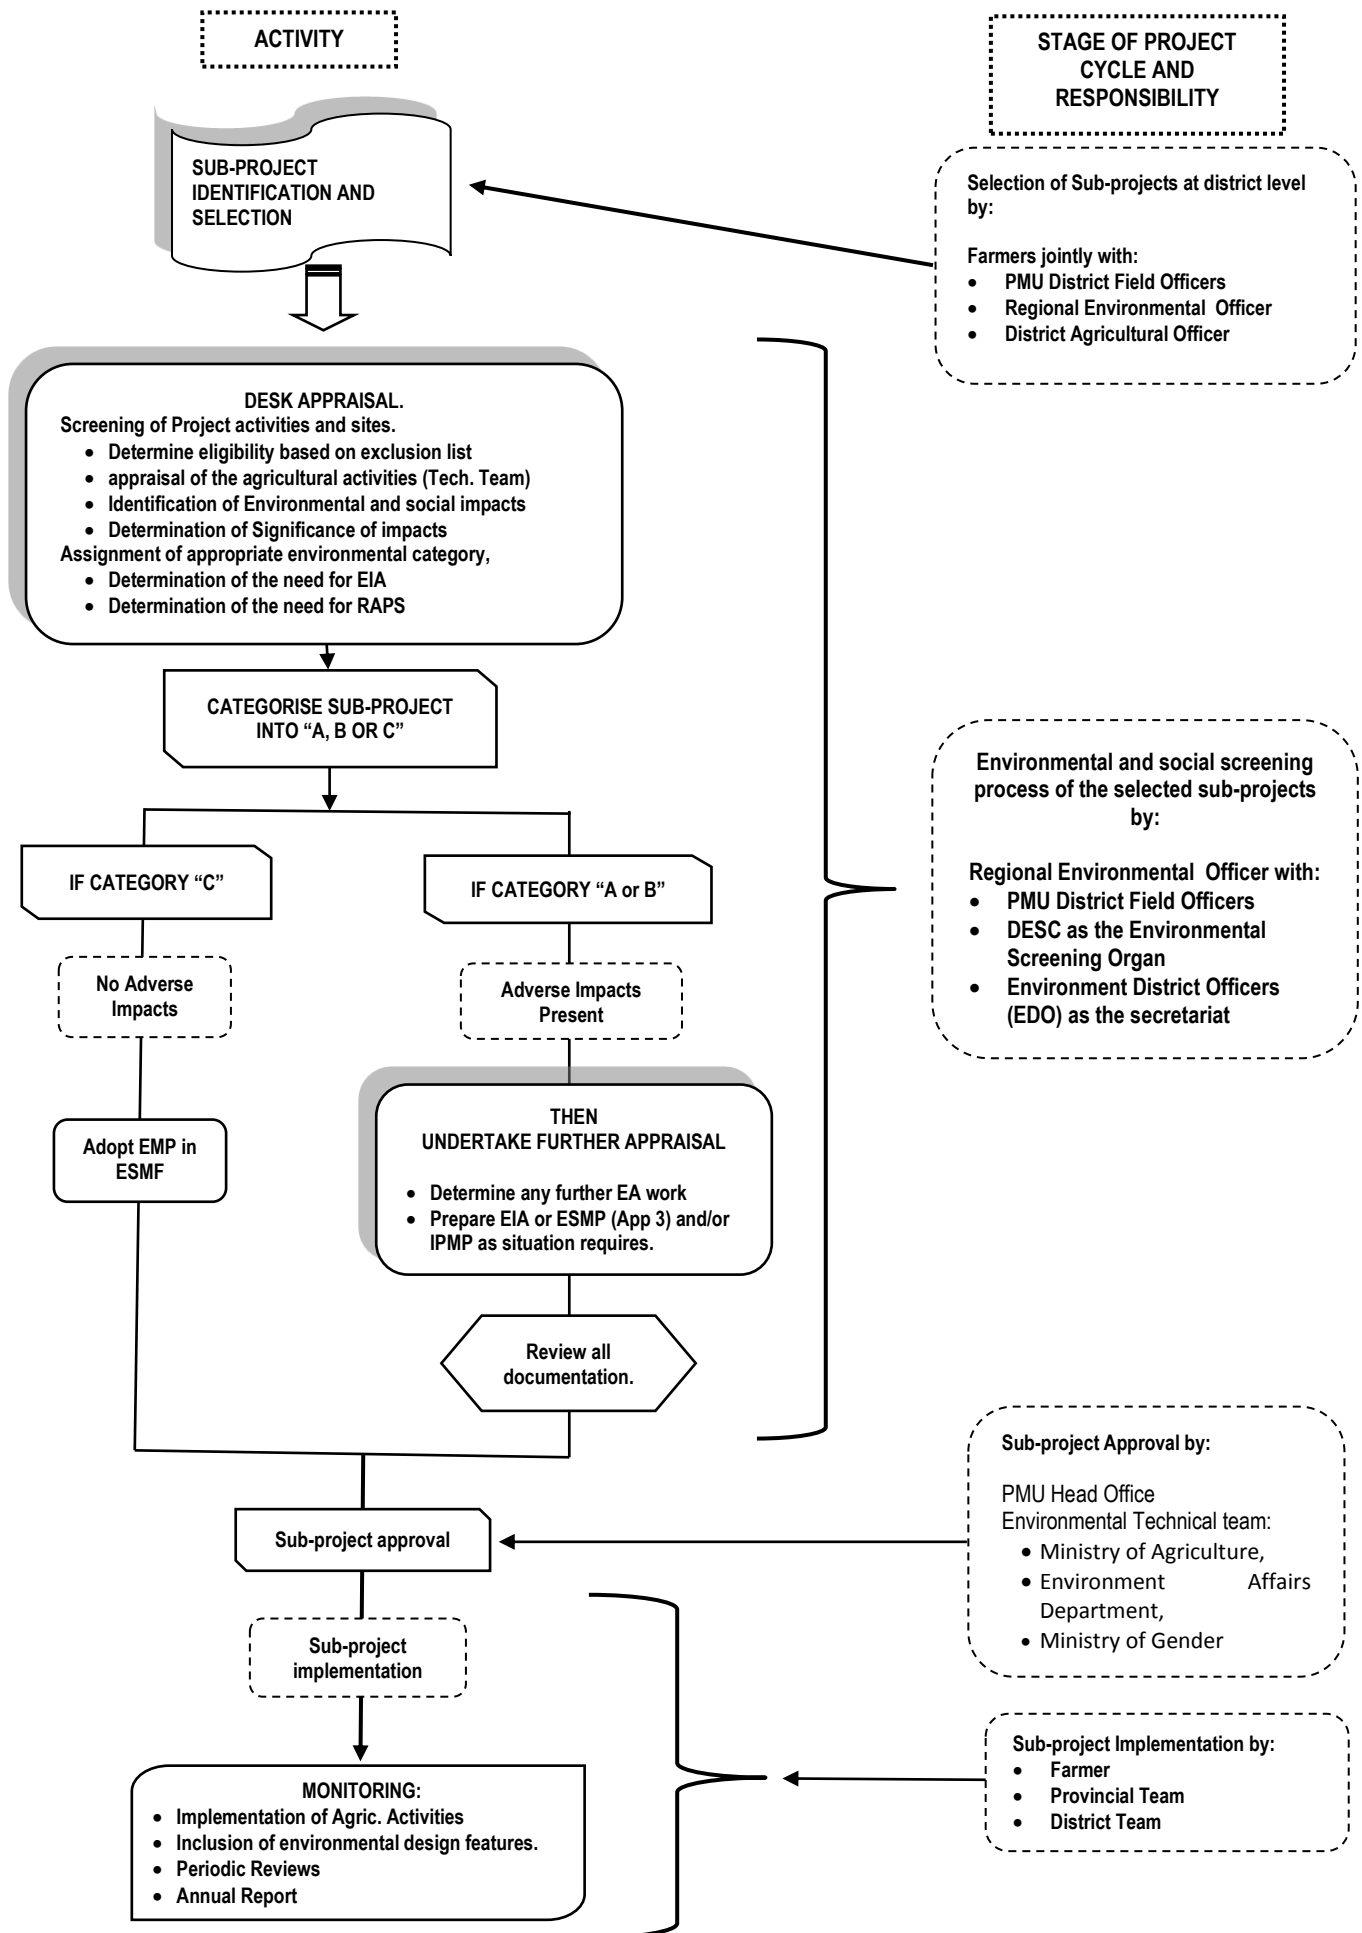 ACTIVITY
STAGE OF PROJECT
CYCLE AND
RESPONSIBILITY
SUB-PROJECT
IDENTIFICATION AND
SELECTION
Selection of Sub-projects at district level
by:
Farmers jointly with:
• PMU District Field Officers
• Regional Environmental Officer
• District Agricultural Officer
DESK APPRAISAL.
Screening of Project activities and sites.
• Determine eligibility based on exclusion list
• appraisal of the agricultural activities (Tech. Team)
• Identification of Environmental and social impacts
• Determination of Significance of impacts
Assignment of appropriate environmental category,
• Determination of the need for EIA
• Determination of the need for RAPS
CATEGORISE SUB-PROJECT
INTO “A, B OR C”
IF CATEGORY “C”
IF CATEGORY “A or B”
No Adverse
Impacts
Adverse Impacts
Present
Environmental and social screening
process of the selected sub-projects
by:
Regional Environmental Officer with:
• PMU District Field Officers
• DESC as the Environmental
Screening Organ
• Environment District Officers
(EDO) as the secretariat
Adopt EMP in
ESMF
THEN
UNDERTAKE FURTHER APPRAISAL
• Determine any further EA work
• Prepare EIA or ESMP (App 3) and/or
IPMP as situation requires.
Review all
documentation.
Sub-project approval
Sub-project Approval by:
PMU Head Office
Environmental Technical team:
• Ministry of Agriculture,
• Environment Affairs
Department,
• Ministry of Gender
Sub-project
implementation
Sub-project Implementation by:
• Farmer
• Provincial Team
• District Team
MONITORING:
• Implementation of Agric. Activities
• Inclusion of environmental design features.
• Periodic Reviews
• Annual Report